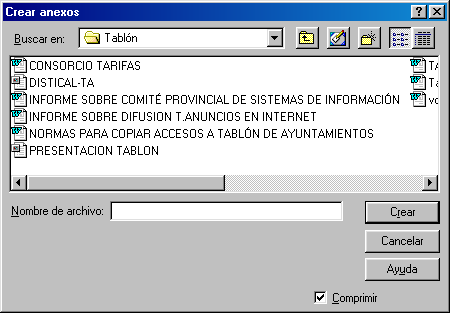 Crear anexos
Buscar en: Tablón
CONSORCIO TARIFAS TA
DISTICAL-TA Ta
INFORME SOBRE COMITÉ PROVINCIAL DE SISTEMAS DE INFORMACIÓN vo
INFORME SOBRE DIFUSION T.ANUNCIOS EN INTERNET
NORMAS PARA COPIAR ACCESOS A TABLÓN DE AYUNTAMIENTOS
PRESENTACION TABLON
Nombre de archivo: Crear
Cancelar
Ayuda
Comprimir